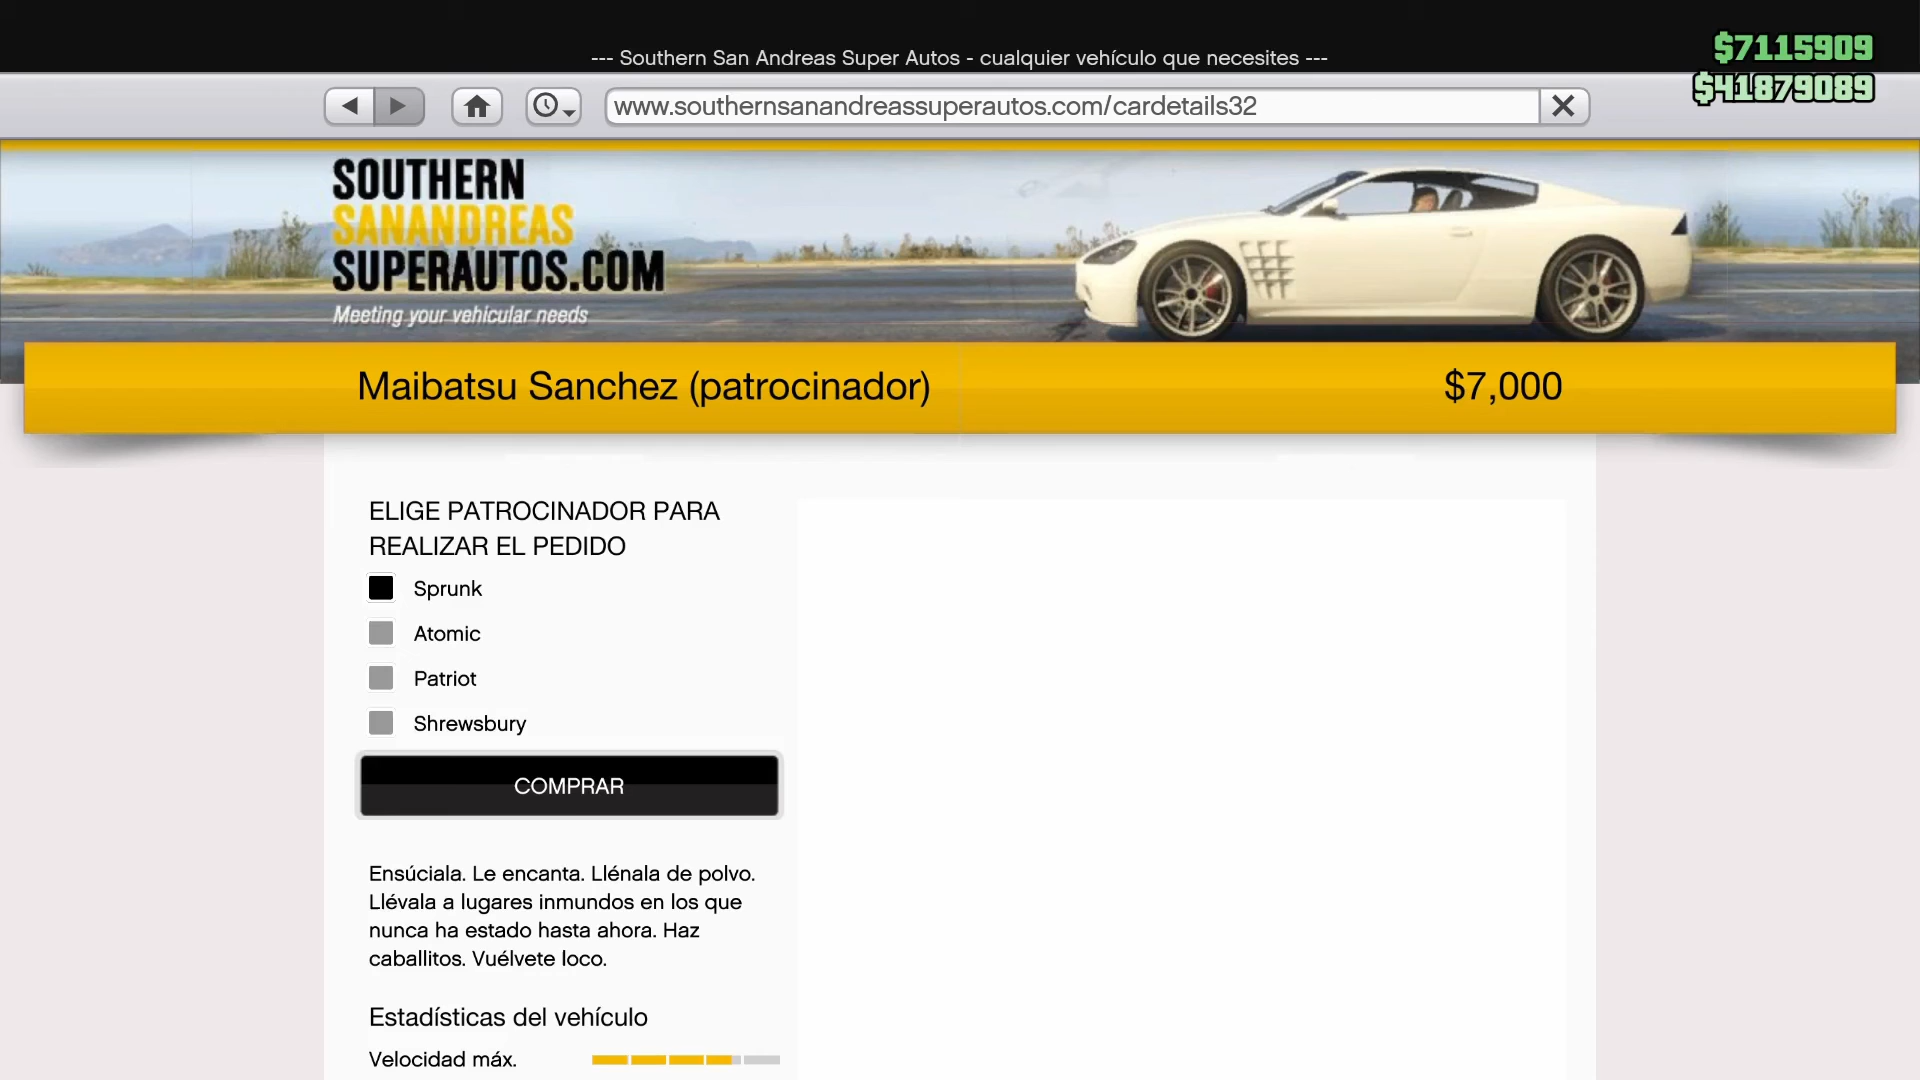 --- Southern San Andreas Super Autos - cualquier vehículo que necesites ---
$7115909
$41879089
www.southernsanandreassuperautos.com/cardetails32
SOUTHERN
SANANDREAS
SUPERAUTOS.COM
Meeting your vehicular needs
Maibatsu Sanchez (patrocinador)
$7,000
ELIGE PATROCINADOR PARA
REALIZAR EL PEDIDO
Sprunk
Atomic
Patriot
Shrewsbury
COMPRAR
Ensúciala. Le encanta. Llénala de polvo.
Llévala a lugares inmundos en los que
nunca ha estado hasta ahora. Haz
caballitos. Vuélvete loco.
Estadísticas del vehículo
Velocidad máx.